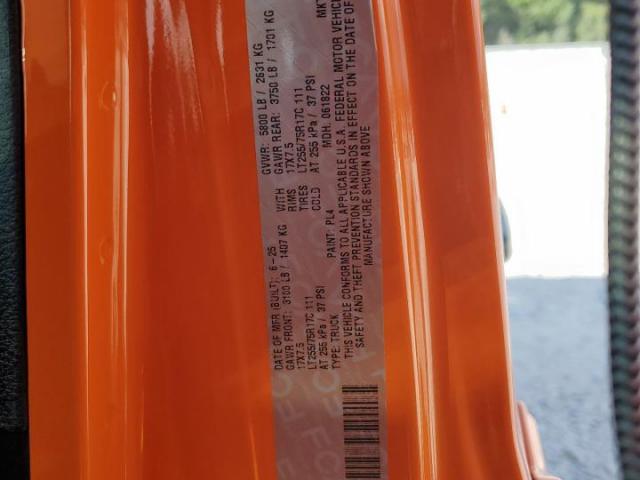 DATE OF MFR (BUILT): 6-25 GVWR: 5800 LB / 2631 KG
GAWR FRONT: 3100 LB / 1407 KG WITH GAWR REAR: 3750 LB / 1701 KG
17X7.5 RIMS 17X7.5
LT255/75R17C 111 TIRES LT255/75R17C 111
AT 255 kPa / 37 PSI COLD AT 255 kPa / 37 PSI
TYPE: TRUCK PAINT: PL4 MDH: 061822 MKT
THIS VEHICLE CONFORMS TO ALL APPLICABLE U.S.A. FEDERAL MOTOR VEHICLE
SAFETY AND THEFT PREVENTION STANDARDS IN EFFECT ON THE DATE OF
MANUFACTURE SHOWN ABOVE